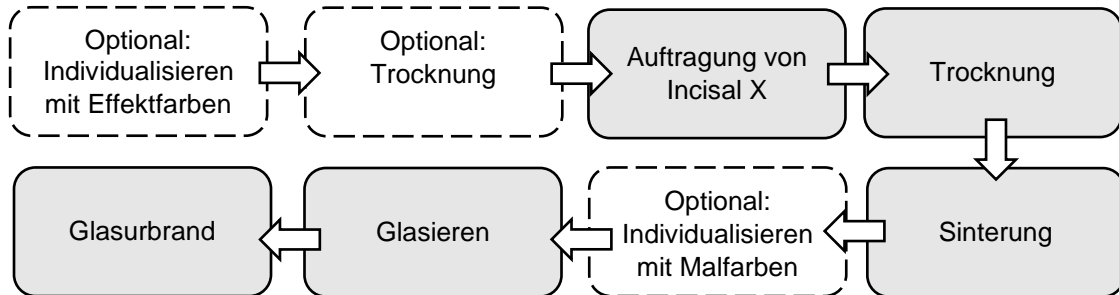 Optional:
Individualisieren
mit Effektfarben
Optional:
Trocknung
Auftragung von
Incisal X
Trocknung
Sinterung
Optional:
Individualisieren
mit Malfarben
Glasieren
Glasurbrand